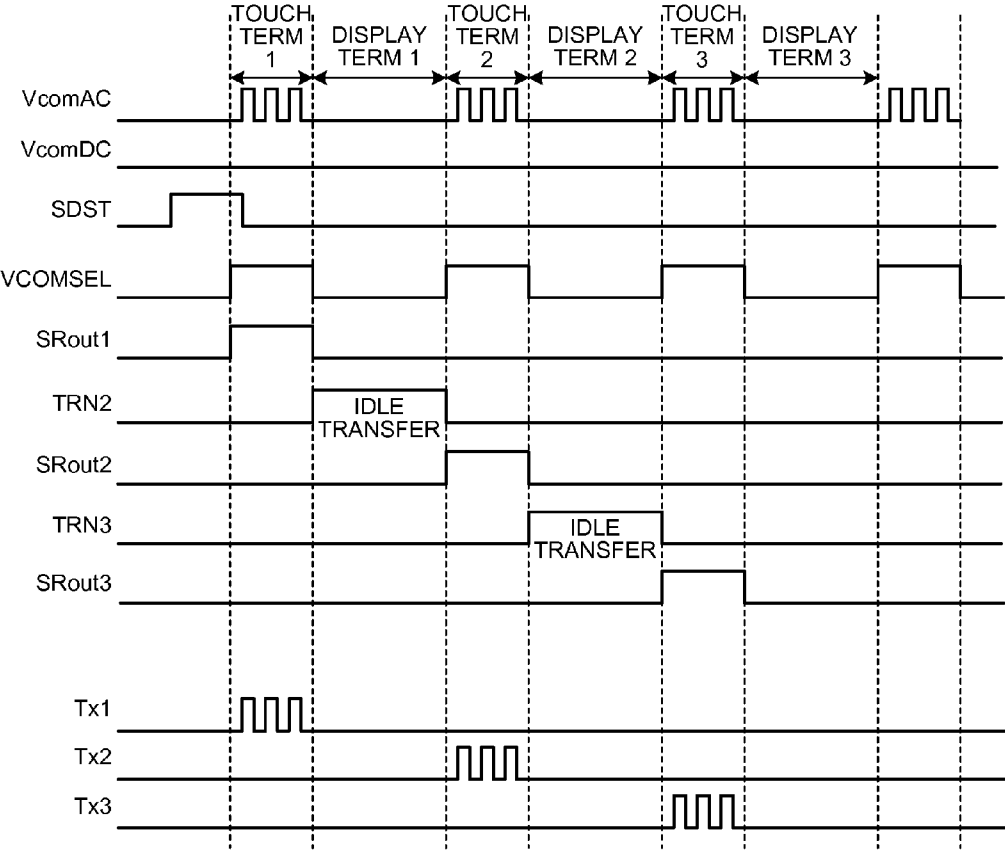 TOUCH
TERM
1
DISPLAY
TERM 1
TOUCH
TERM
2
DISPLAY
TERM 2
TOUCH
TERM
3
DISPLAY
TERM 3
VcomAC
VcomDC
SDST
VCOMSEL
SRout1
TRN2
IDLE
TRANSFER
SRout2
TRN3
IDLE
TRANSFER
SRout3
Tx1
Tx2
Tx3